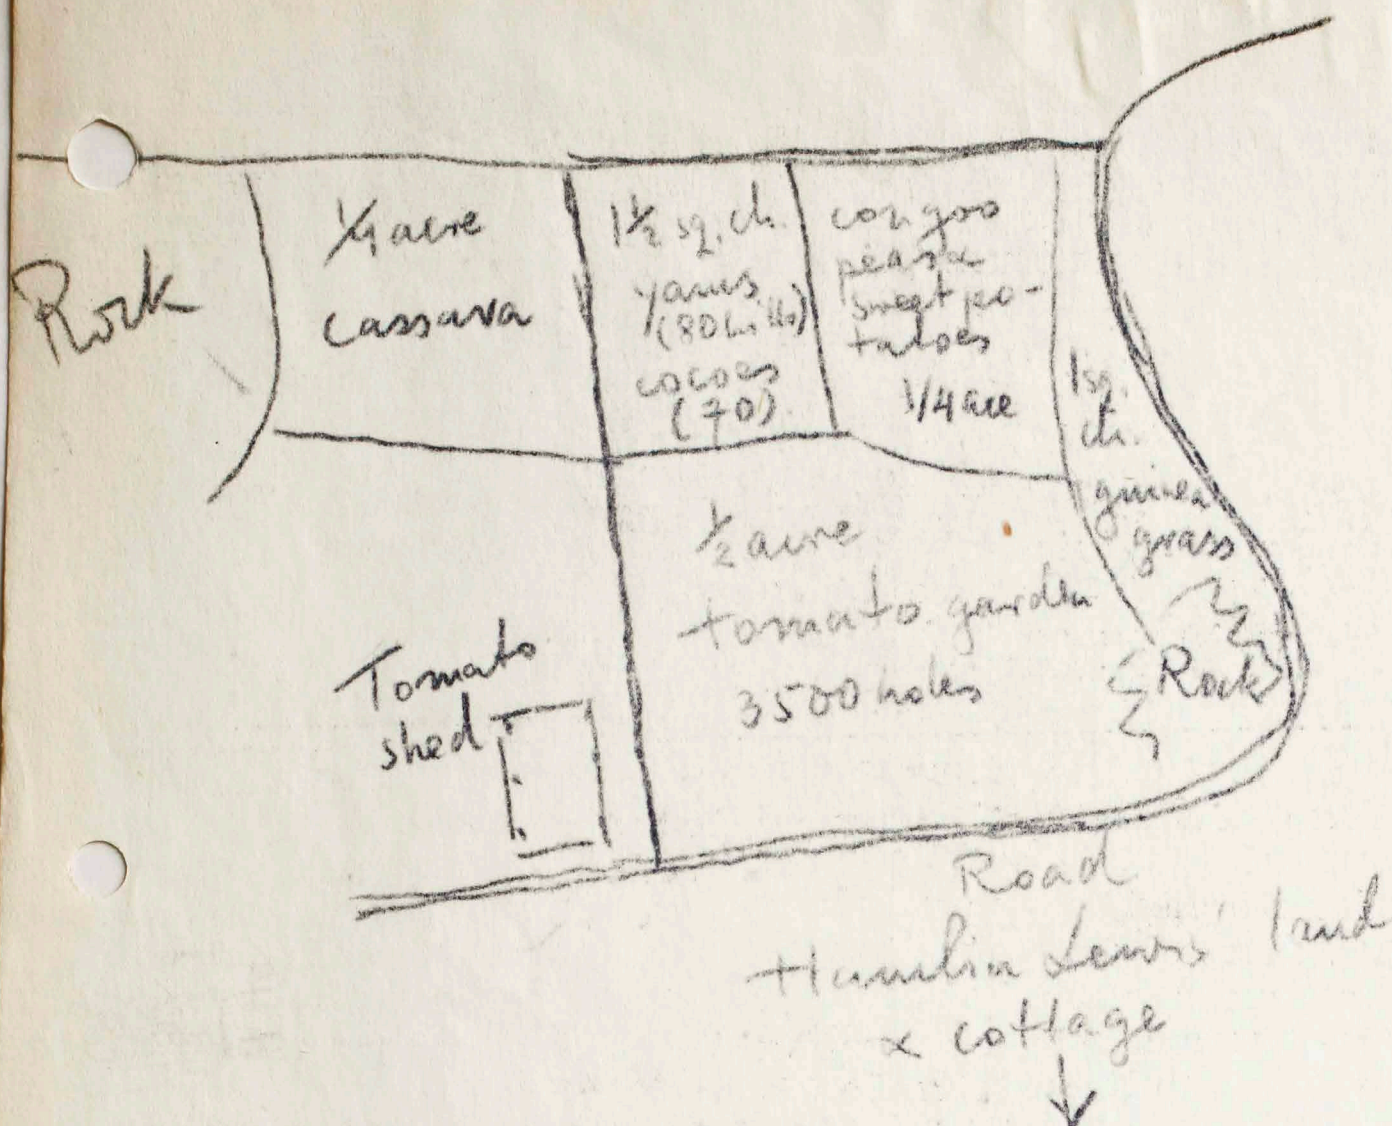 Rock
1/4 acre
cassava
1 1/2 sq. ch.
yams
(80 hills)
cocoes
(70)
congoo
peas &
sweet po-
tatoes
1/4 acre
1 sq.
ch.
guinea
grass
Rock
1/2 acre
tomato garden
3500 holes
Tomato
shed
Road
Lewis' land
& cottage